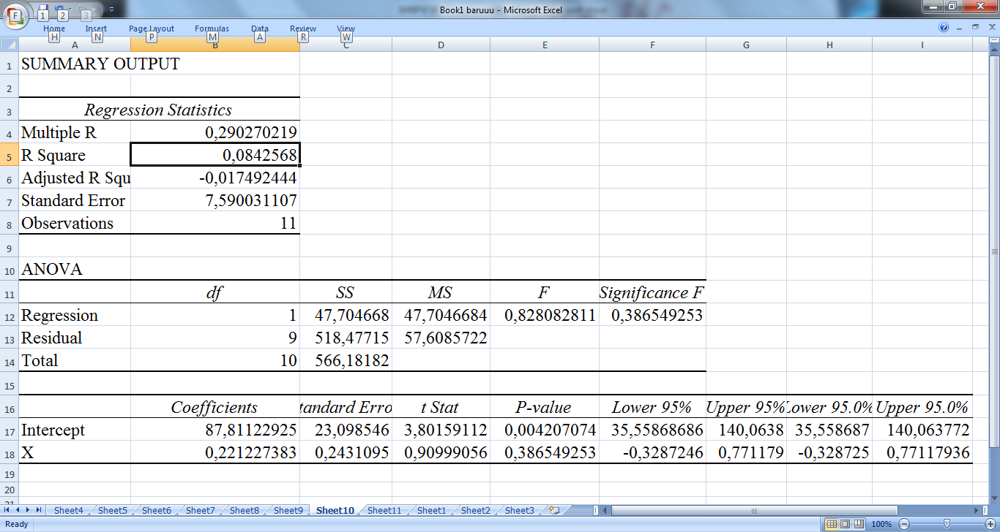 Book1 baruuu - Microsoft Excel
F 1 2 3
Home Insert Page Layout Formulas Data Review View
H N P M A R W
A B C D E F G H I
1 SUMMARY OUTPUT
2
3 Regression Statistics
4 Multiple R 0,290270219
5 R Square 0,0842568
6 Adjusted R Squ -0,017492444
7 Standard Error 7,590031107
8 Observations 11
9
10 ANOVA
11 df SS MS F Significance F
12 Regression 1 47,704668 47,7046684 0,828082811 0,386549253
13 Residual 9 518,47715 57,6085722
14 Total 10 566,18182
15
16 Coefficients tandard Erro t Stat P-value Lower 95% Upper 95% Lower 95.0% Upper 95.0%
17 Intercept 87,81122925 23,098546 3,80159112 0,004207074 35,55868686 140,0638 35,558687 140,063772
18 X 0,221227383 0,2431095 0,90999056 0,386549253 -0,3287246 0,771179 -0,328725 0,77117936
19
20
21
Sheet4 Sheet5 Sheet6 Sheet7 Sheet8 Sheet9 Sheet10 Sheet11 Sheet1 Sheet2 Sheet3
Ready 100%